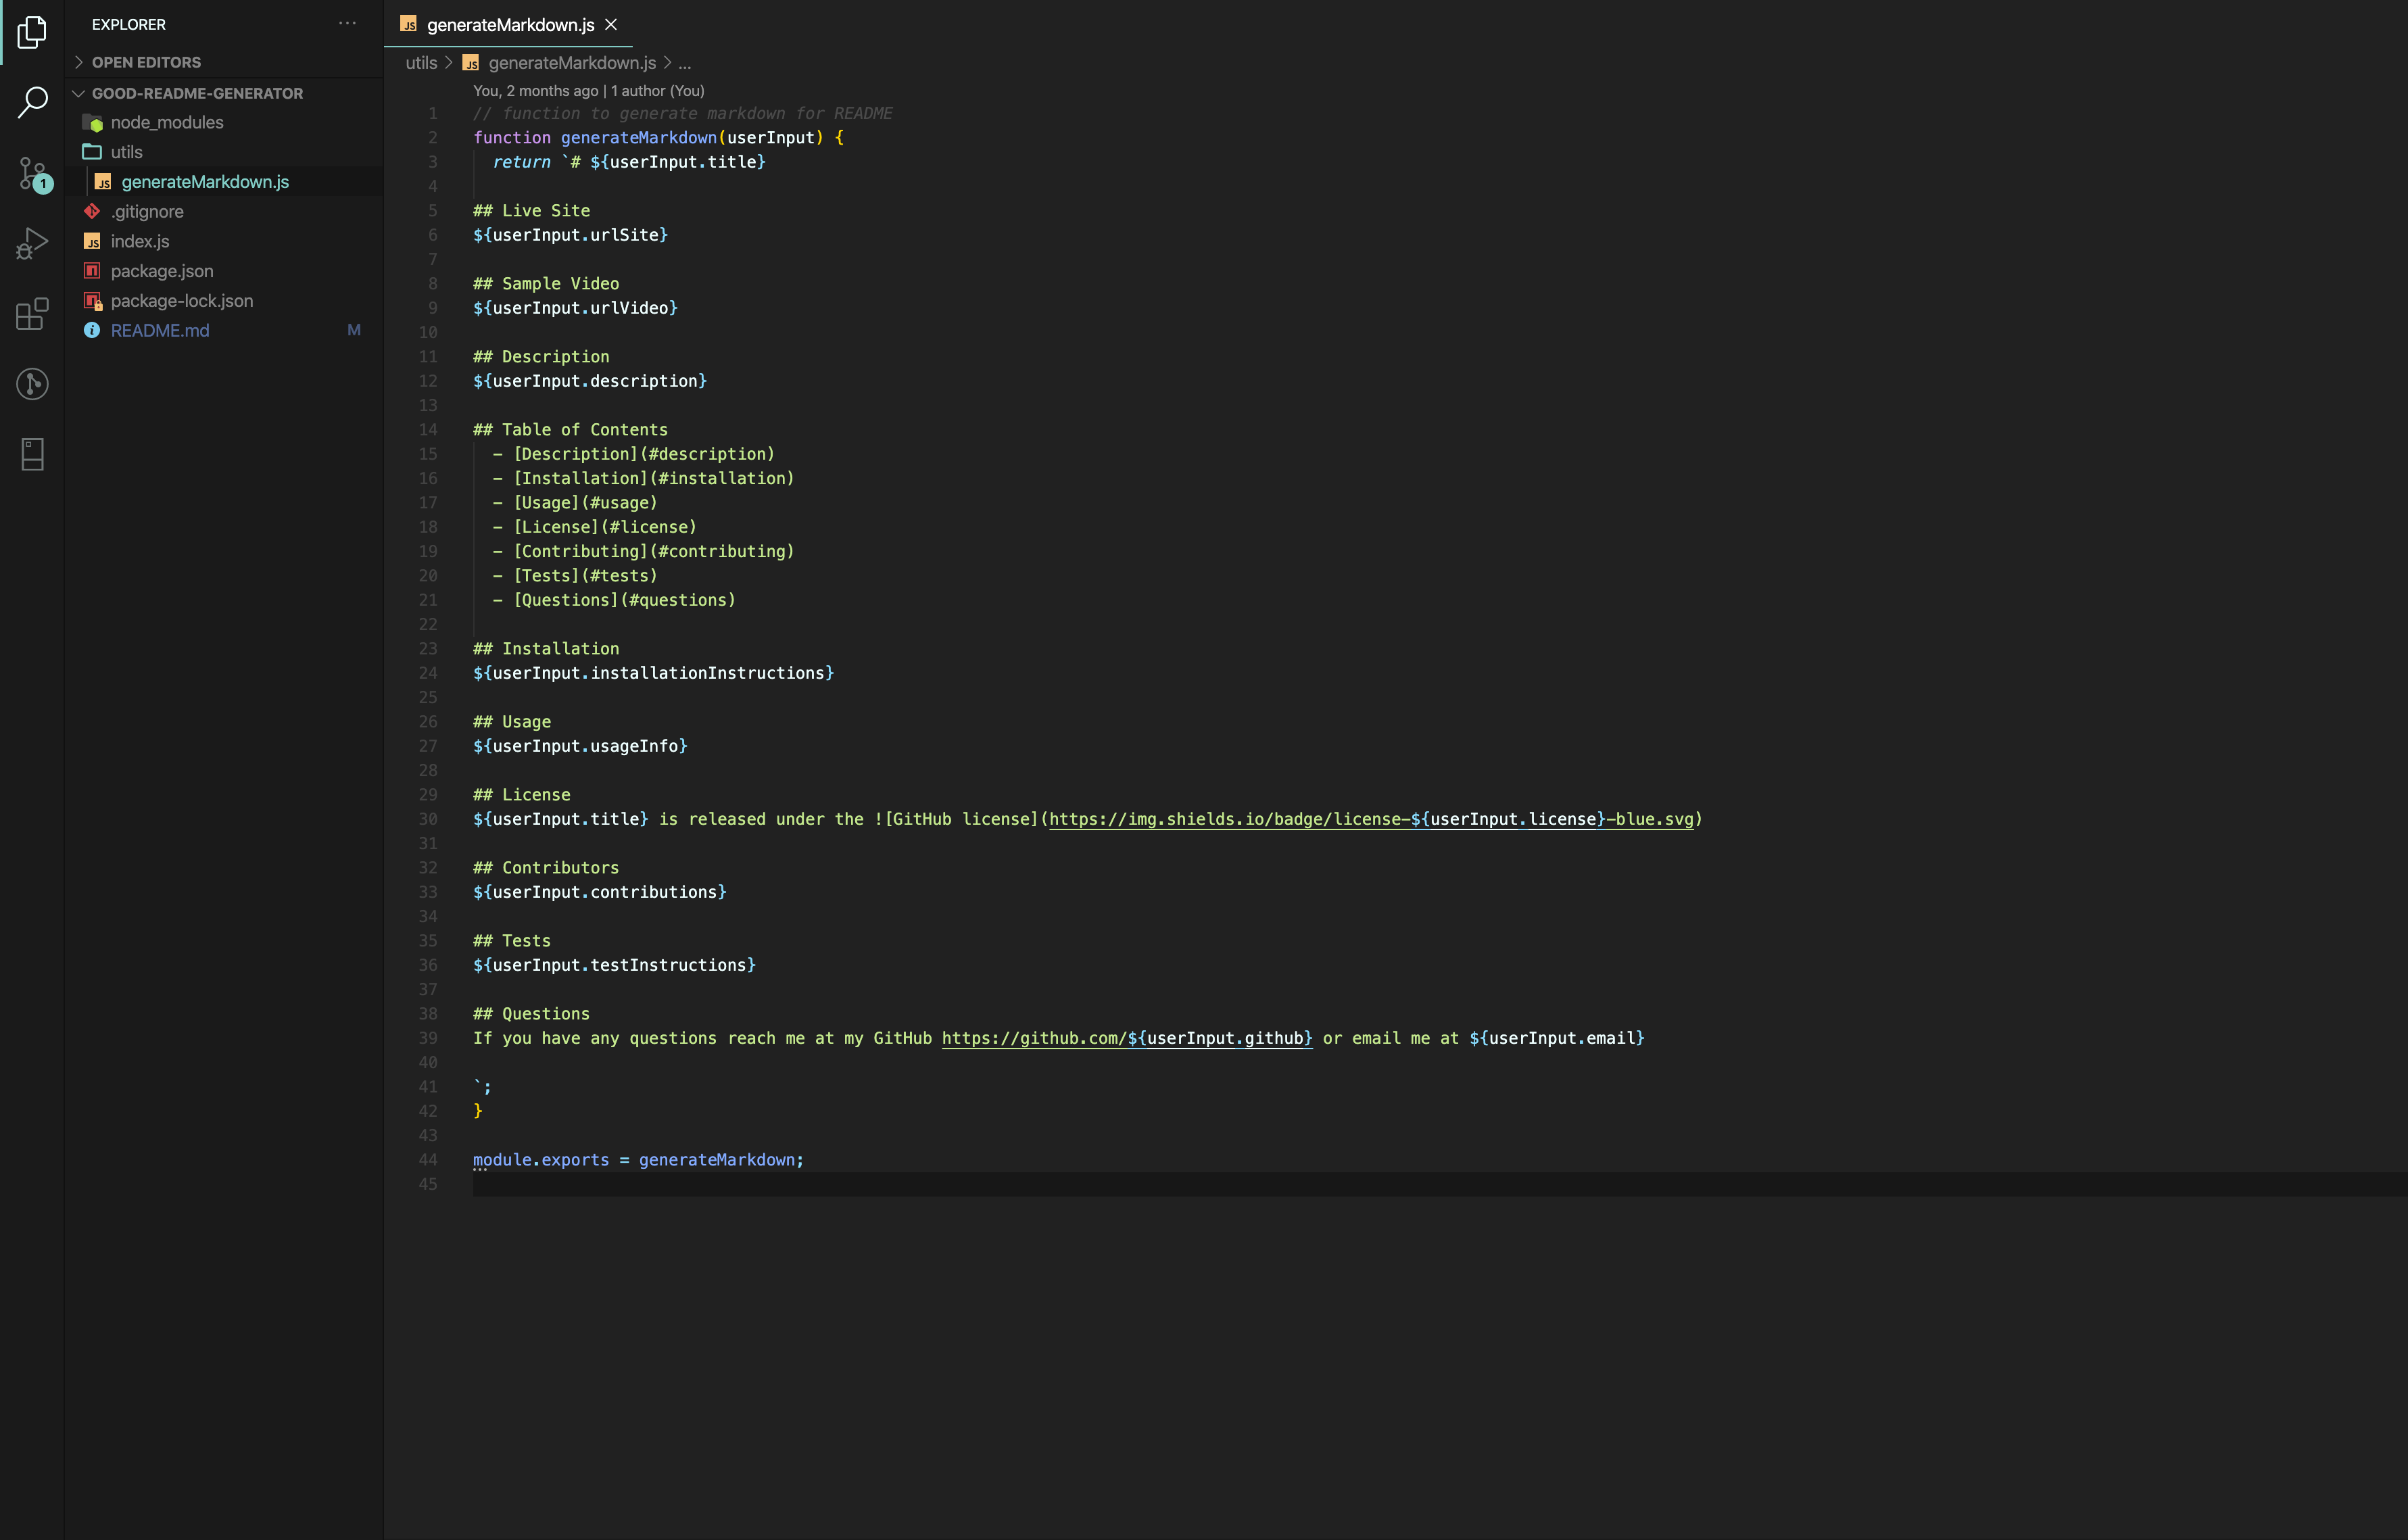 EXPLORER
OPEN EDITORS
GOOD-README-GENERATOR
node_modules
utils
JS generateMarkdown.js
.gitignore
JS index.js
package.json
package-lock.json
README.md M
1
JS generateMarkdown.js
utils > JS generateMarkdown.js > ...
You, 2 months ago | 1 author (You)
1 // function to generate markdown for README
2 function generateMarkdown(userInput) {
3   return `# ${userInput.title}
4
5 ## Live Site
6 ${userInput.urlSite}
7
8 ## Sample Video
9 ${userInput.urlVideo}
10
11 ## Description
12 ${userInput.description}
13
14 ## Table of Contents
15   - [Description](#description)
16   - [Installation](#installation)
17   - [Usage](#usage)
18   - [License](#license)
19   - [Contributing](#contributing)
20   - [Tests](#tests)
21   - [Questions](#questions)
22
23 ## Installation
24 ${userInput.installationInstructions}
25
26 ## Usage
27 ${userInput.usageInfo}
28
29 ## License
30 ${userInput.title} is released under the ![GitHub license](https://img.shields.io/badge/license-${userInput.license}-blue.svg)
31
32 ## Contributors
33 ${userInput.contributions}
34
35 ## Tests
36 ${userInput.testInstructions}
37
38 ## Questions
39 If you have any questions reach me at my GitHub https://github.com/${userInput.github} or email me at ${userInput.email}
40
41 `;
42 }
43
44 module.exports = generateMarkdown;
45